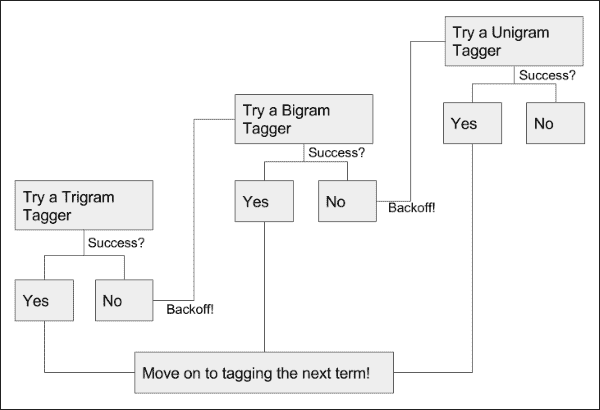 Try a Unigram
Tagger
Success?
Yes
No
Try a Bigram
Tagger
Success?
Yes
No
Backoff!
Try a Trigram
Tagger
Success?
Yes
No
Backoff!
Move on to tagging the next term!